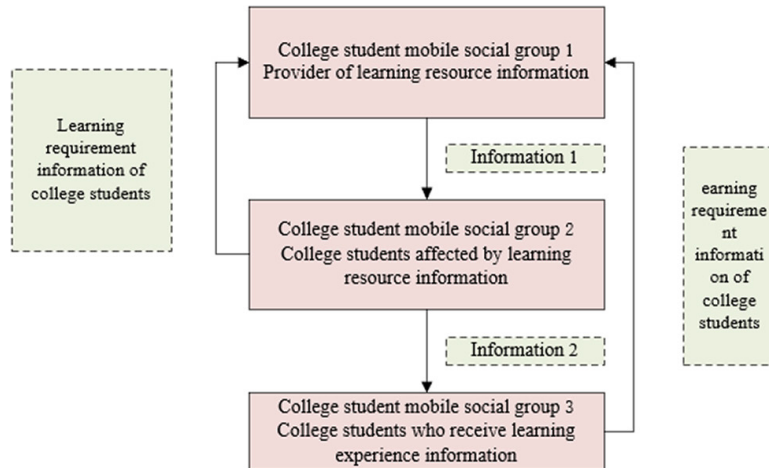 College student mobile social group 1
Provider of learning resource information
Learning
requirement
information of
college students
Information 1
earning
requireme
nt
informati
on of
college
students
College student mobile social group 2
College students affected by learning
resource information
Information 2
College student mobile social group 3
College students who receive learning
experience information